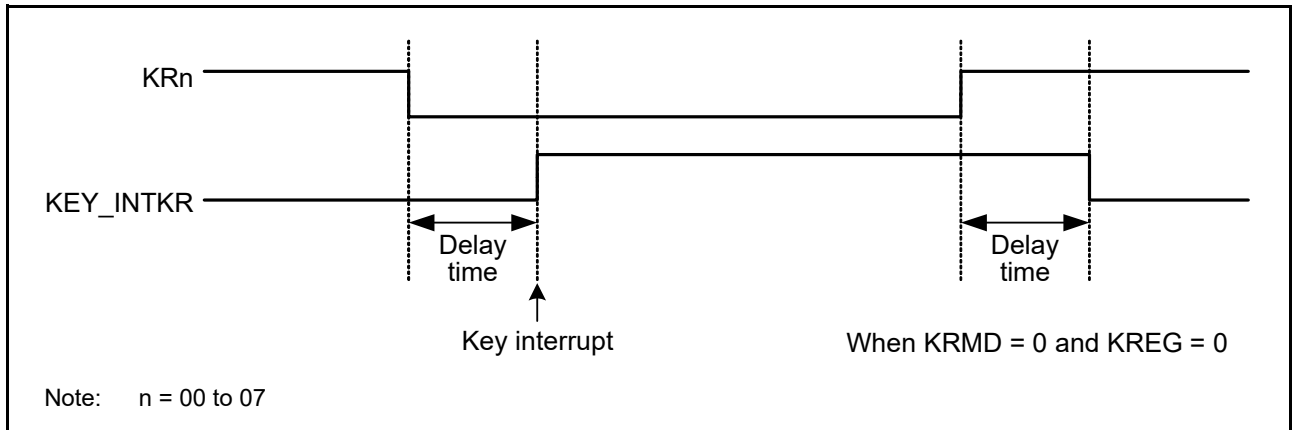 KRn
KEY_INTKR
Delay time
Delay time
Key interrupt
When KRMD = 0 and KREG = 0
Note: n = 00 to 07